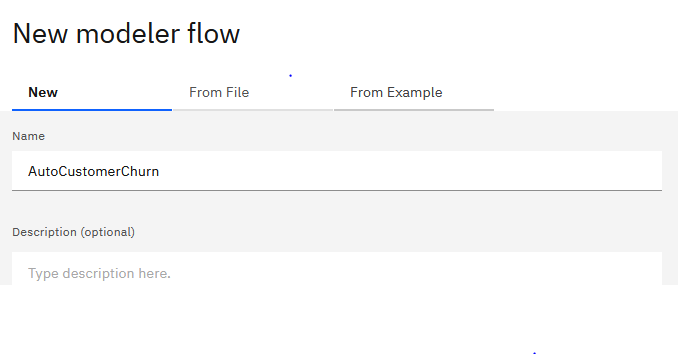 New modeler flow
New From File From Example
Name
AutoCustomerChurn
Description (optional)
Type description here.